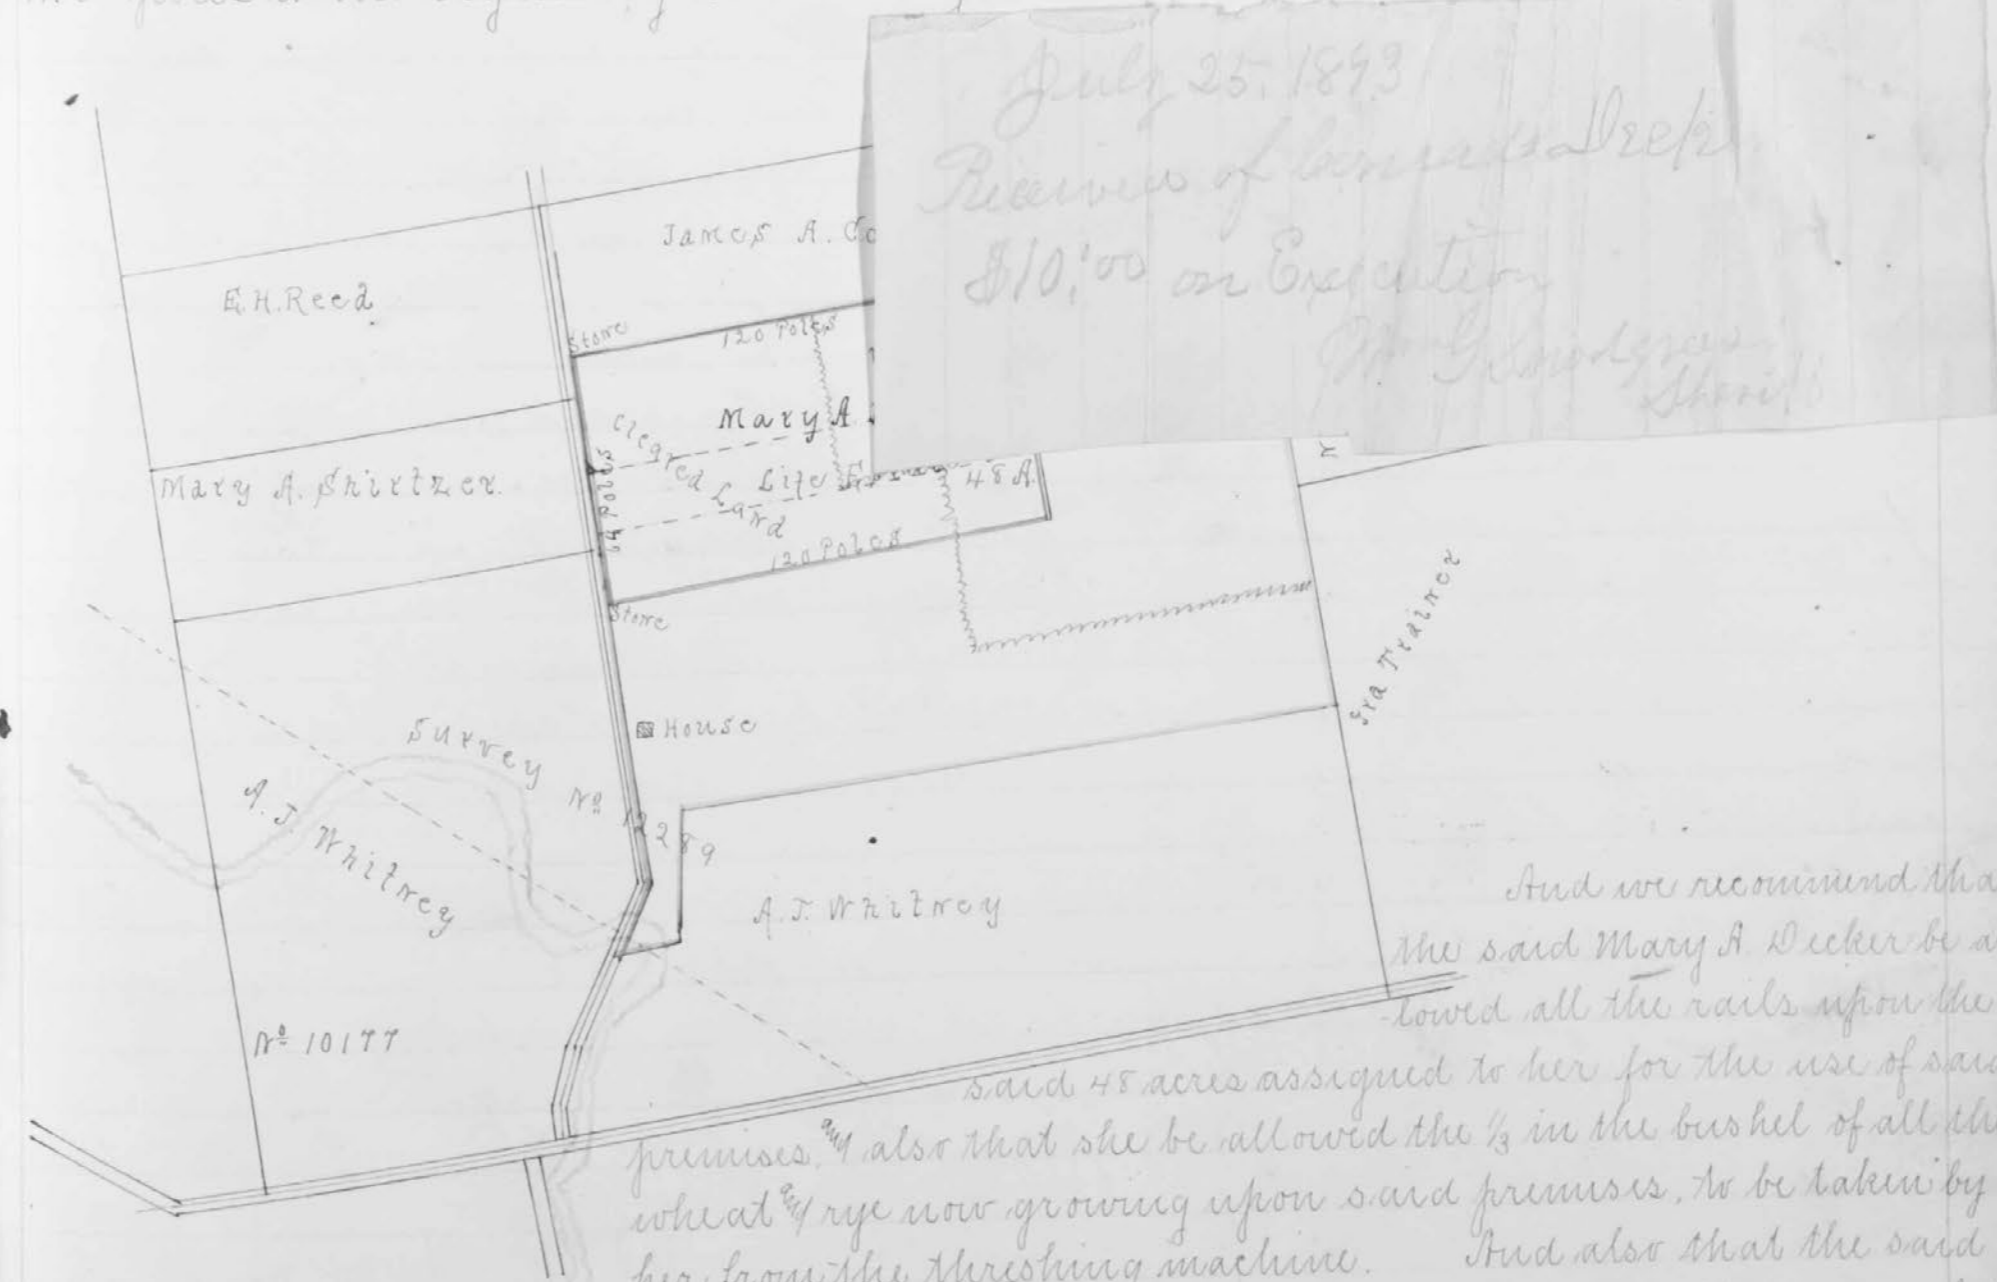 July 25, 1893
Received of
$10.00 on Execution
James A. Co
E. H. Reed
Stone
120 Poles
Mary A.
Cleared Land
Life
48 A.
64 Poles
Mary A. Shirtzer.
120 Poles
Stone
Ira Trainer
House
Survey No 12289
A. J. Whitney
A. J. Whitney
No 10177
And we recommend tha
the said Mary A. Decker be a
-lowed all the rails upon the
said 48 acres assigned to her for the use of said
premises, and also that she be allowed the 1/3 in the bushel of all th
wheat and rye now growing upon said premises, to be taken by
her from the threshing machine. And also that the said